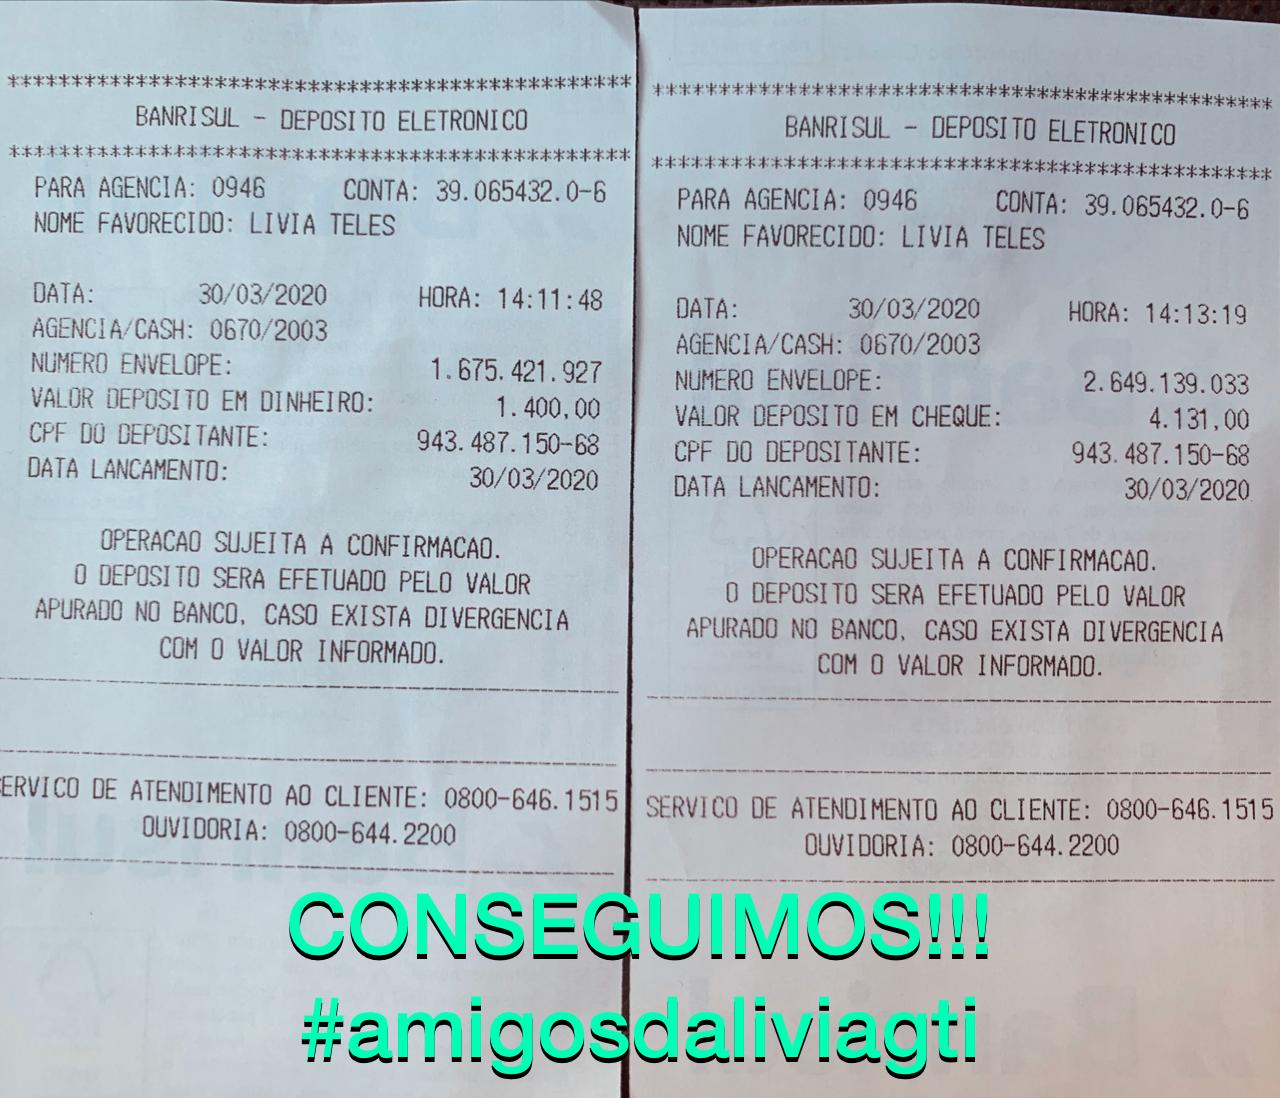 ************************************************
BANRISUL - DEPOSITO ELETRONICO
************************************************
PARA AGENCIA: 0946 CONTA: 39.065432.0-6
NOME FAVORECIDO: LIVIA TELES
DATA: 30/03/2020 HORA: 14:11:48
AGENCIA/CASH: 0670/2003
NUMERO ENVELOPE: 1.675.421.927
VALOR DEPOSITO EM DINHEIRO: 1.400,00
CPF DO DEPOSITANTE: 943.487.150-68
DATA LANCAMENTO: 30/03/2020
OPERACAO SUJEITA A CONFIRMACAO.
O DEPOSITO SERA EFETUADO PELO VALOR
APURADO NO BANCO, CASO EXISTA DIVERGENCIA
COM O VALOR INFORMADO.
ERVICO DE ATENDIMENTO AO CLIENTE: 0800-646.1515
OUVIDORIA: 0800-644.2200
************************************************
BANRISUL - DEPOSITO ELETRONICO
************************************************
PARA AGENCIA: 0946 CONTA: 39.065432.0-6
NOME FAVORECIDO: LIVIA TELES
DATA: 30/03/2020 HORA: 14:13:19
AGENCIA/CASH: 0670/2003
NUMERO ENVELOPE: 2.649.139.033
VALOR DEPOSITO EM CHEQUE: 4.131,00
CPF DO DEPOSITANTE: 943.487.150-68
DATA LANCAMENTO: 30/03/2020
OPERACAO SUJEITA A CONFIRMACAO.
O DEPOSITO SERA EFETUADO PELO VALOR
APURADO NO BANCO, CASO EXISTA DIVERGENCIA
COM O VALOR INFORMADO.
SERVICO DE ATENDIMENTO AO CLIENTE: 0800-646.1515
OUVIDORIA: 0800-644.2200
CONSEGUIMOS!!!
#amigosdaliviagti